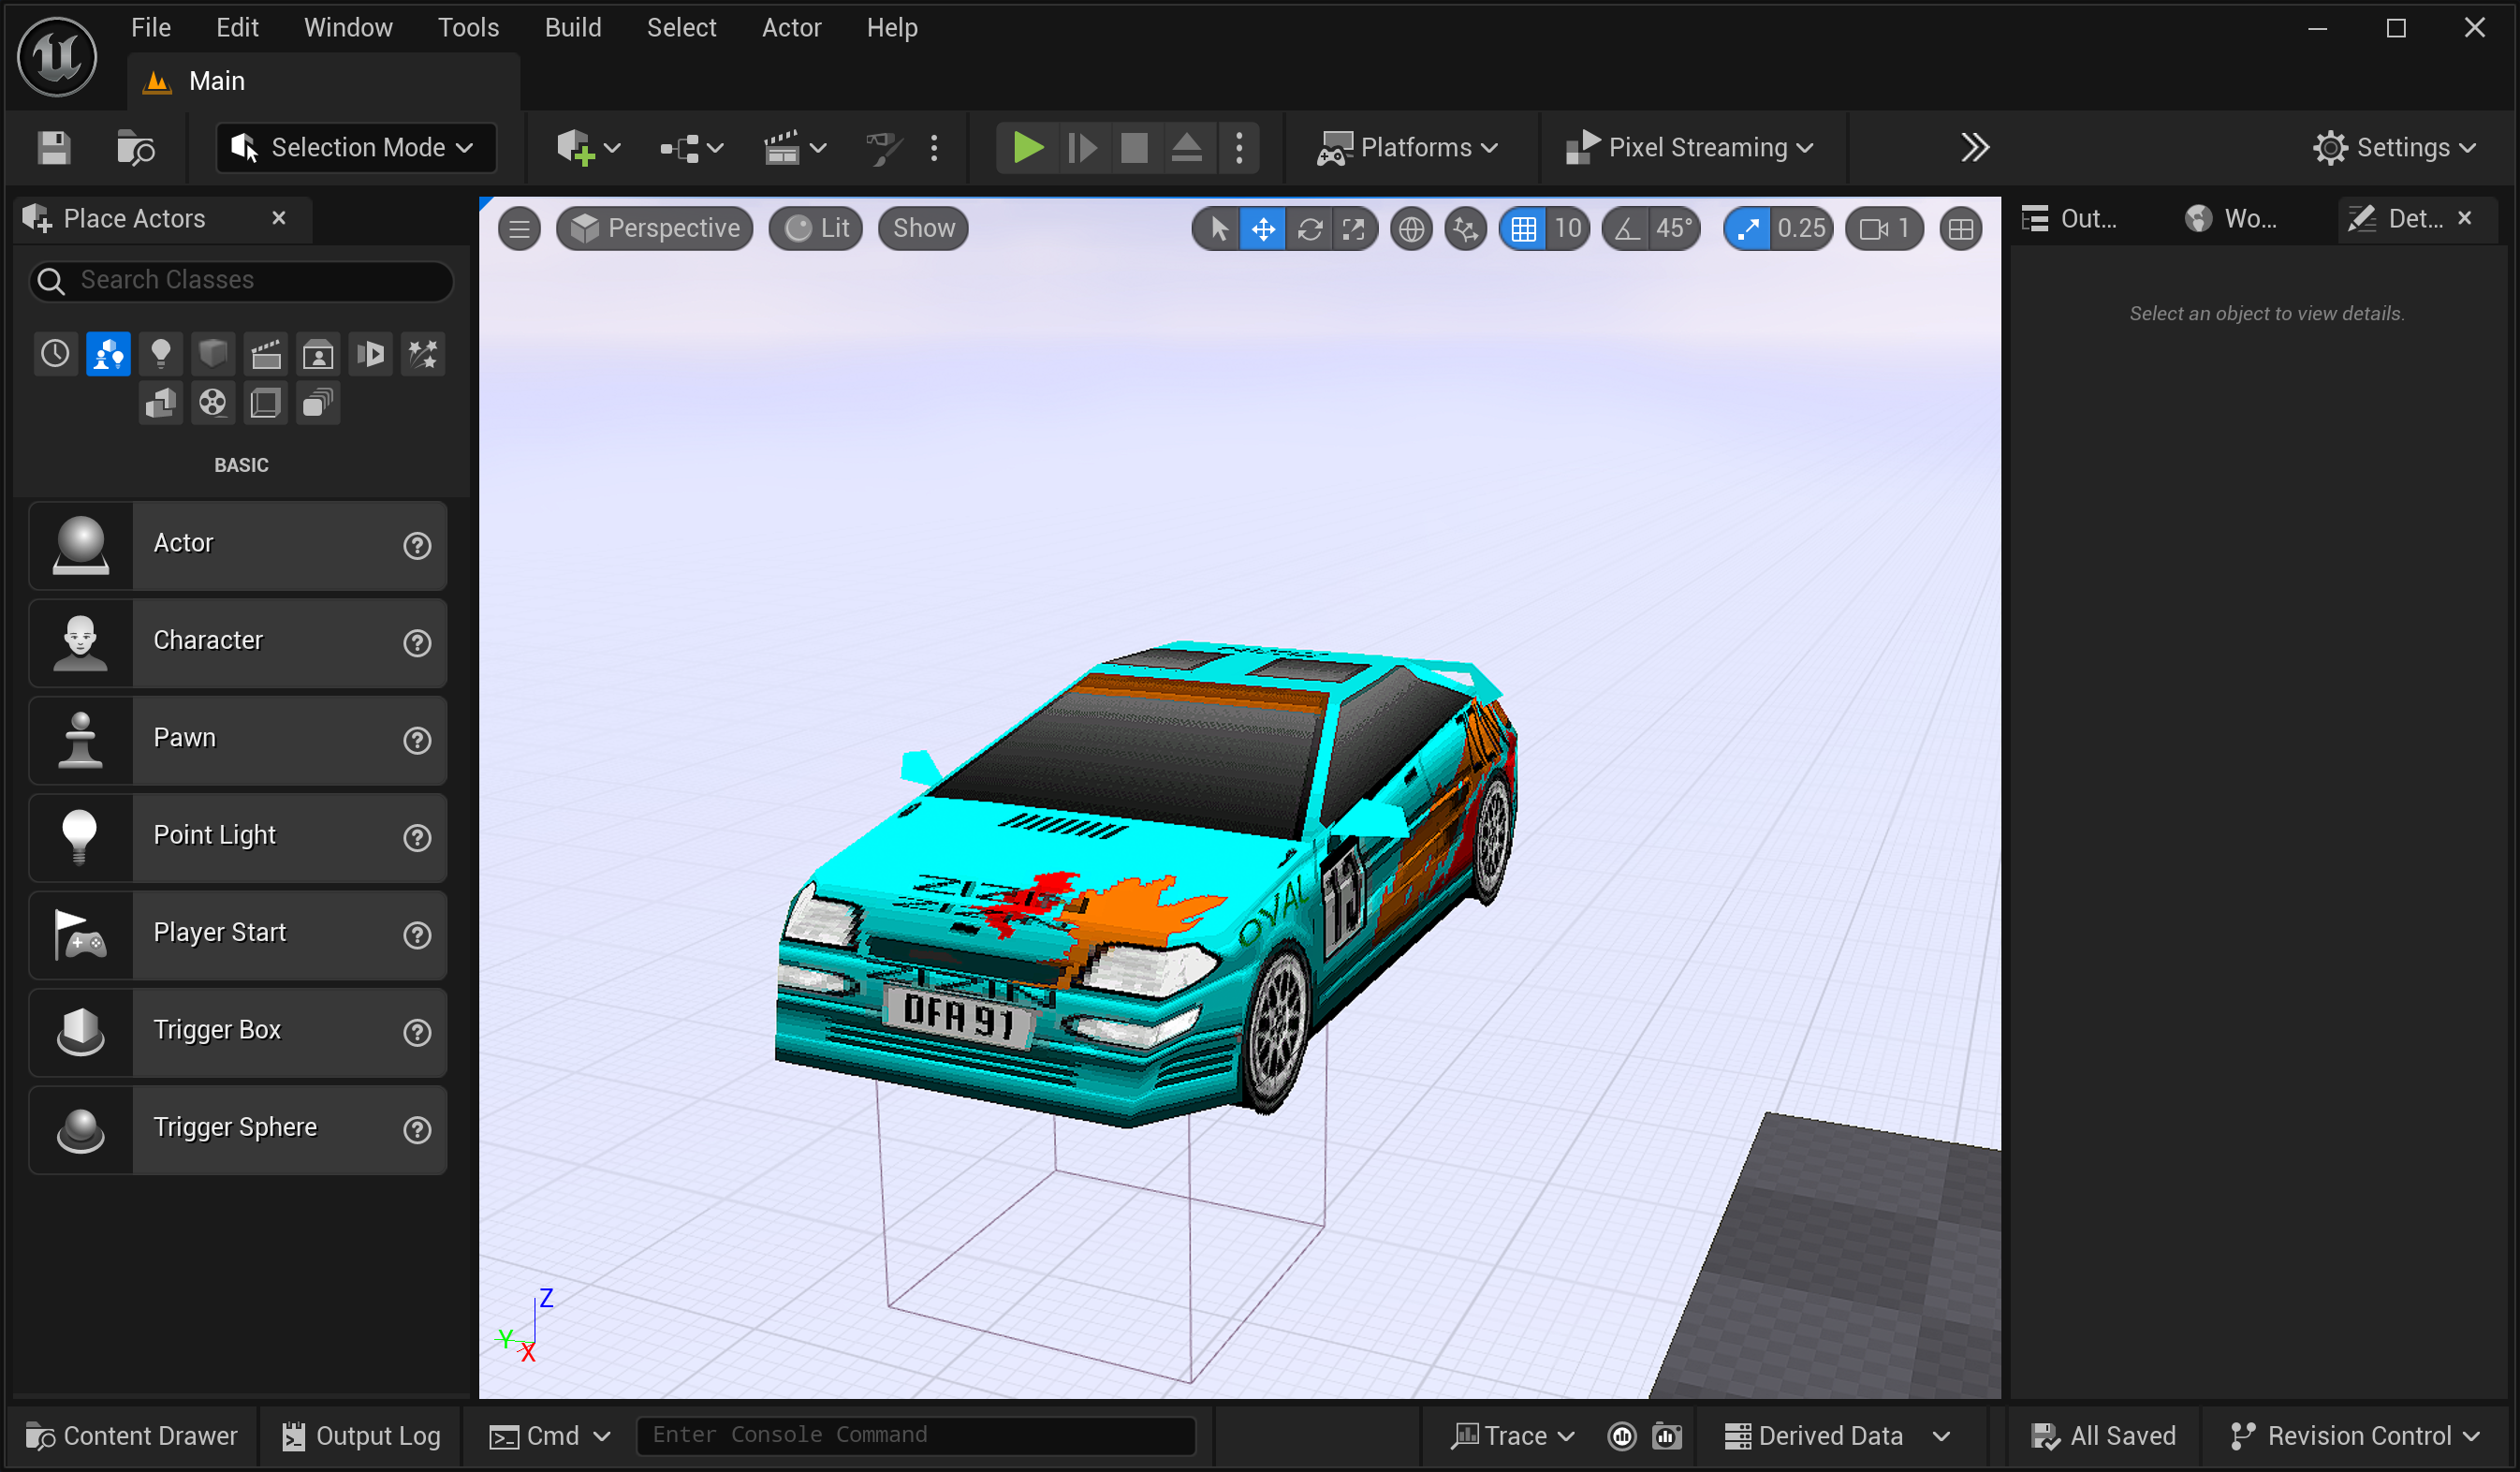 File Edit Window Tools Build Select Actor Help
Main
Selection Mode
Platforms
Pixel Streaming
Settings
Place Actors
Search Classes
BASIC
Actor
Character
Pawn
Point Light
Player Start
Trigger Box
Trigger Sphere
Perspective
Lit
Show
10
45°
0.25
1
OVAL
13
DFA 91
Z
Y
X
Out...
Wo...
Det...
Select an object to view details.
Content Drawer
Output Log
Cmd
Enter Console Command
Trace
Derived Data
All Saved
Revision Control